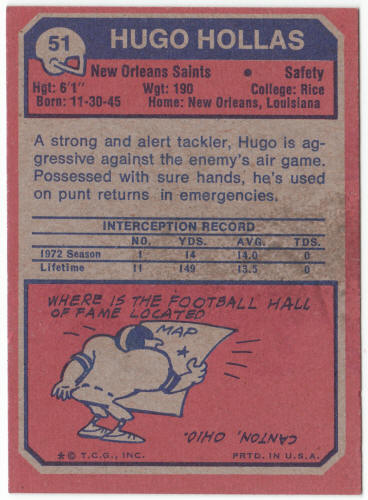 51
HUGO HOLLAS
New Orleans Saints • Safety
Hgt: 6'1" Wgt: 190 College: Rice
Born: 11-30-45 Home: New Orleans, Louisiana
A strong and alert tackler, Hugo is ag-
gressive against the enemy's air game.
Possessed with sure hands, he's used
on punt returns in emergencies.
INTERCEPTION RECORD
NO. YDS. AVG. TDS.
1972 Season 1 14 14.0 0
Lifetime 11 149 13.5 0
WHERE IS THE FOOTBALL HALL
OF FAME LOCATED
MAP
CANTON, OHIO.
* © T.C.G., INC. PRTD. IN U.S.A.